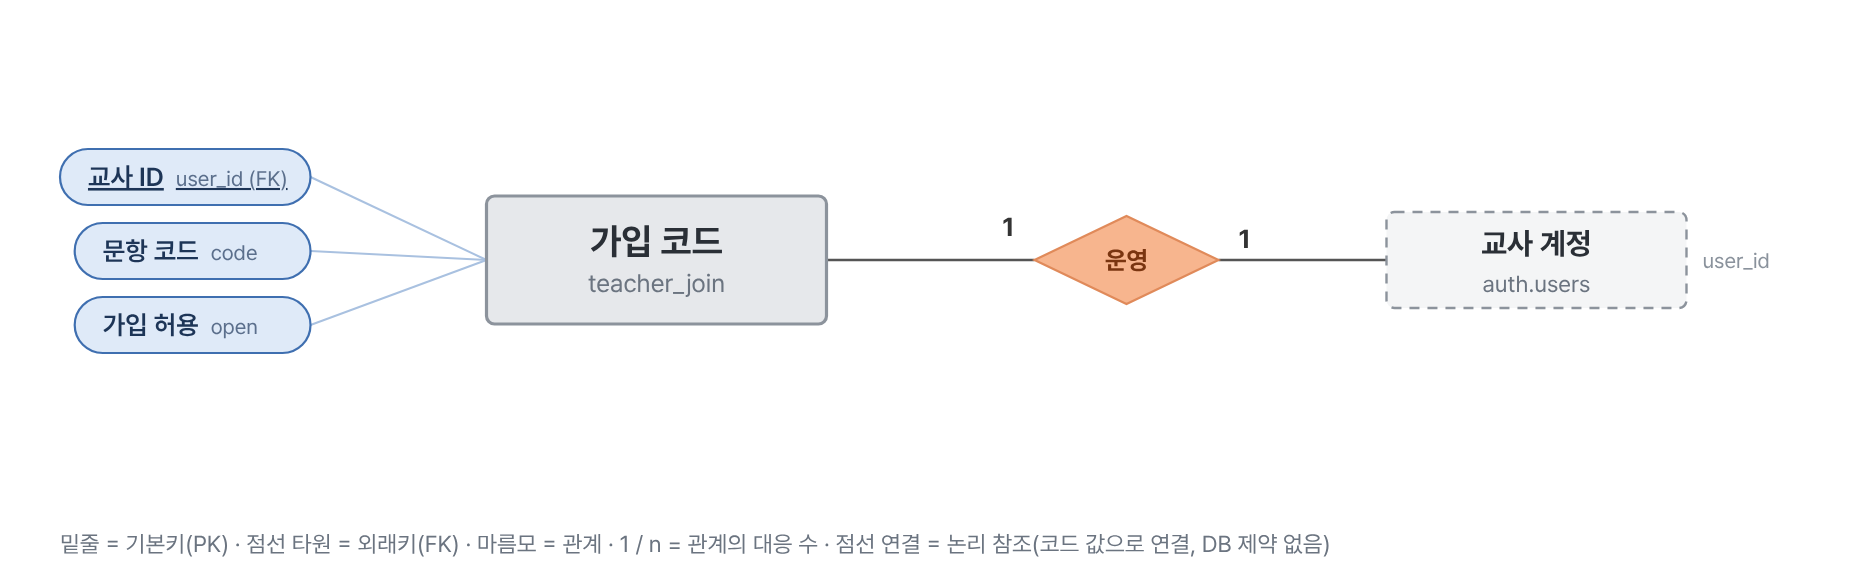 교사 ID user_id (FK)
문항 코드 code
가입 허용 open
가입 코드
teacher_join
1
운영
1
교사 계정
auth.users
user_id
밑줄 = 기본키(PK) · 점선 타원 = 외래키(FK) · 마름모 = 관계 · 1 / n = 관계의 대응 수 · 점선 연결 = 논리 참조(코드 값으로 연결, DB 제약 없음)